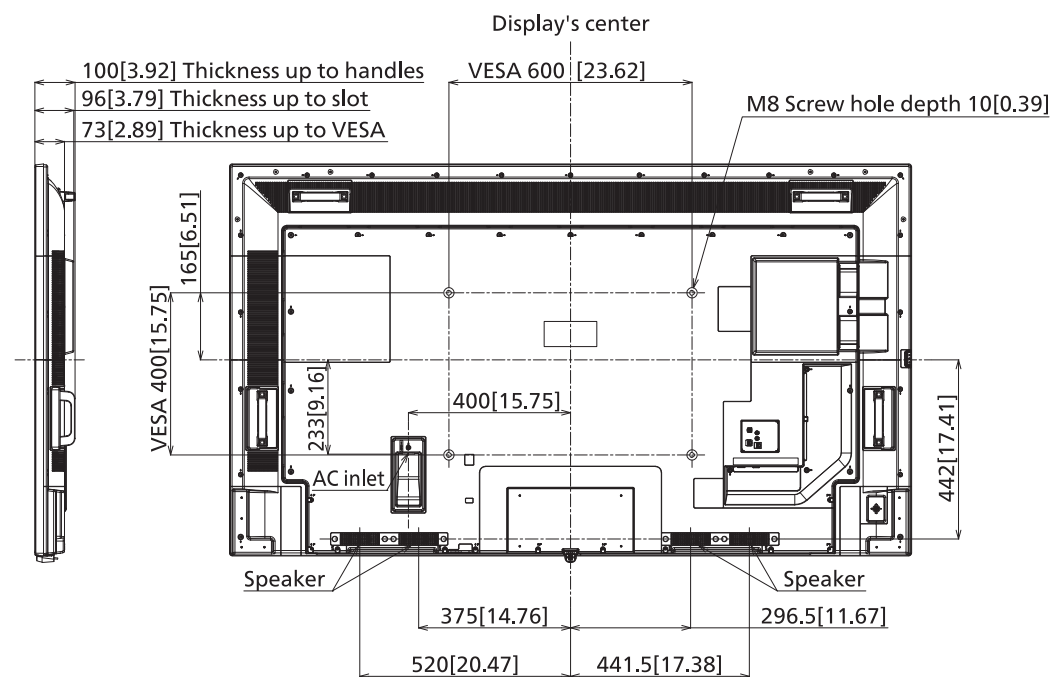 Display's center
100[3.92] Thickness up to handles
VESA 600 [23.62]
96[3.79] Thickness up to slot
M8 Screw hole depth 10[0.39]
73[2.89] Thickness up to VESA
165[6.51]
VESA 400[15.75]
233[9.16]
400[15.75]
442[17.41]
AC inlet
Speaker
Speaker
375[14.76]
296.5[11.67]
520[20.47]
441.5[17.38]